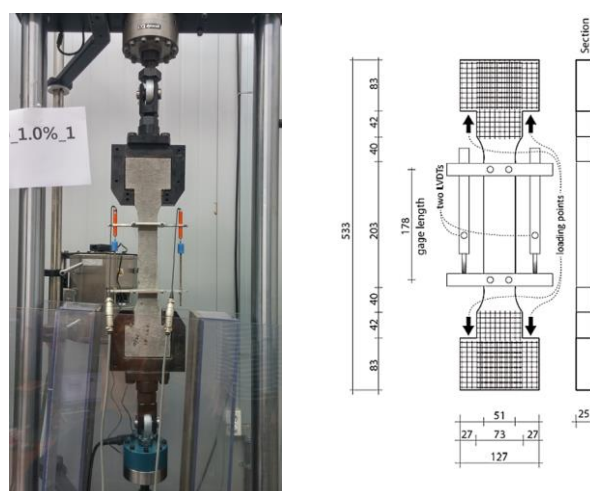 _1.0%_1
Section
83
42
40
533
203
178
gage length
two LVDTs
loading points
40
42
83
51
27 73 27
127
25